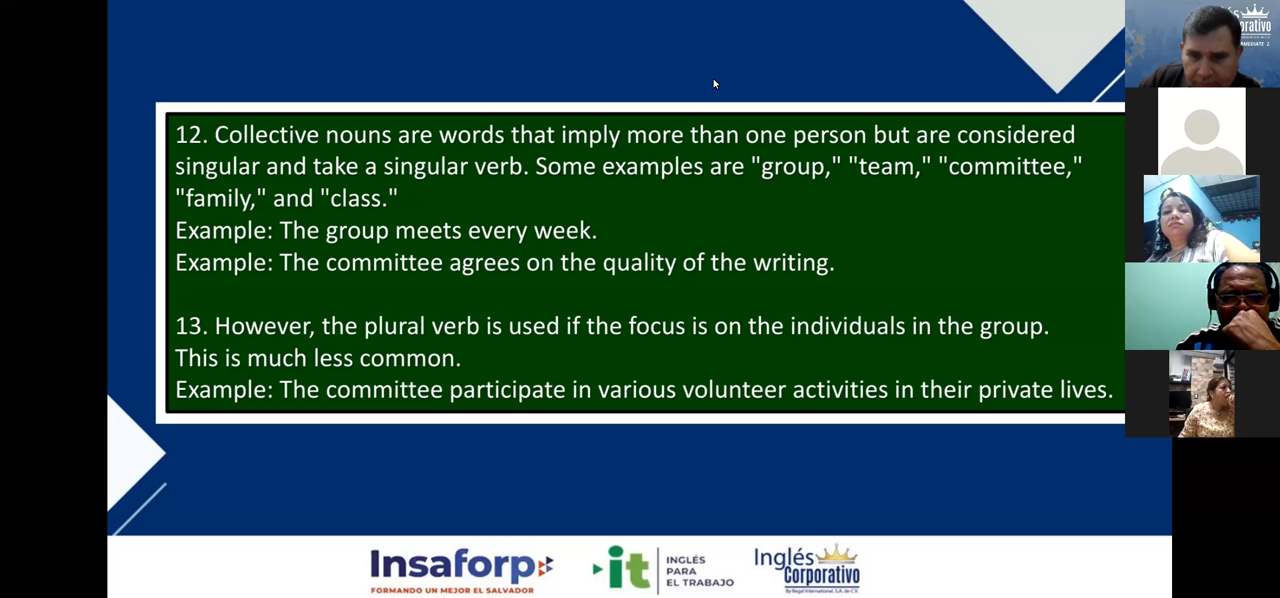 12. Collective nouns are words that imply more than one person but are considered
singular and take a singular verb. Some examples are "group," "team," "committee,"
"family," and "class."
Example: The group meets every week.
Example: The committee agrees on the quality of the writing.
13. However, the plural verb is used if the focus is on the individuals in the group.
This is much less common.
Example: The committee participate in various volunteer activities in their private lives.
Insaforp
FORMANDO UN MEJOR EL SALVADOR
it
INGLÉS
PARA
EL TRABAJO
Inglés
Corporativo
By Regal International, S.A. de C.V.